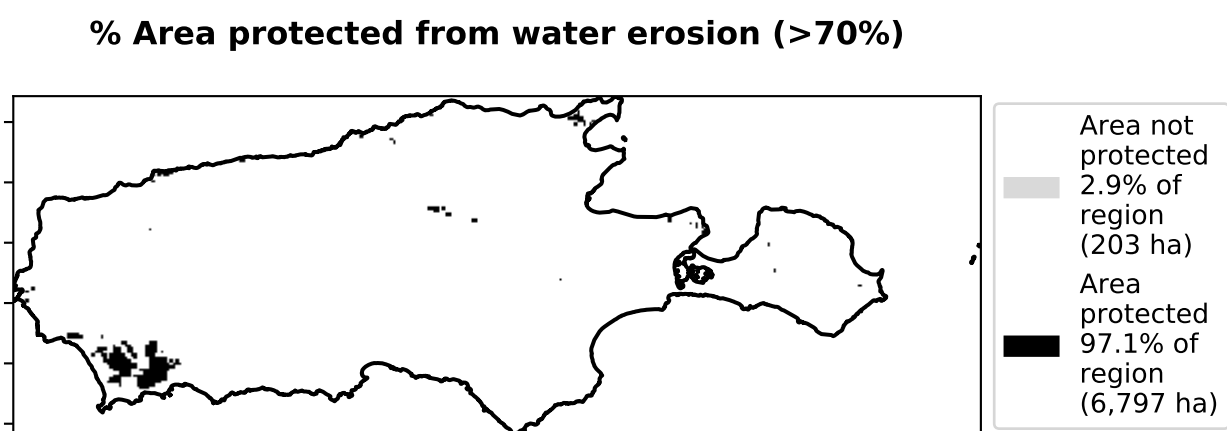 % Area protected from water erosion (>70%)
Area not
protected
2.9% of
region
(203 ha)
Area
protected
97.1% of
region
(6,797 ha)